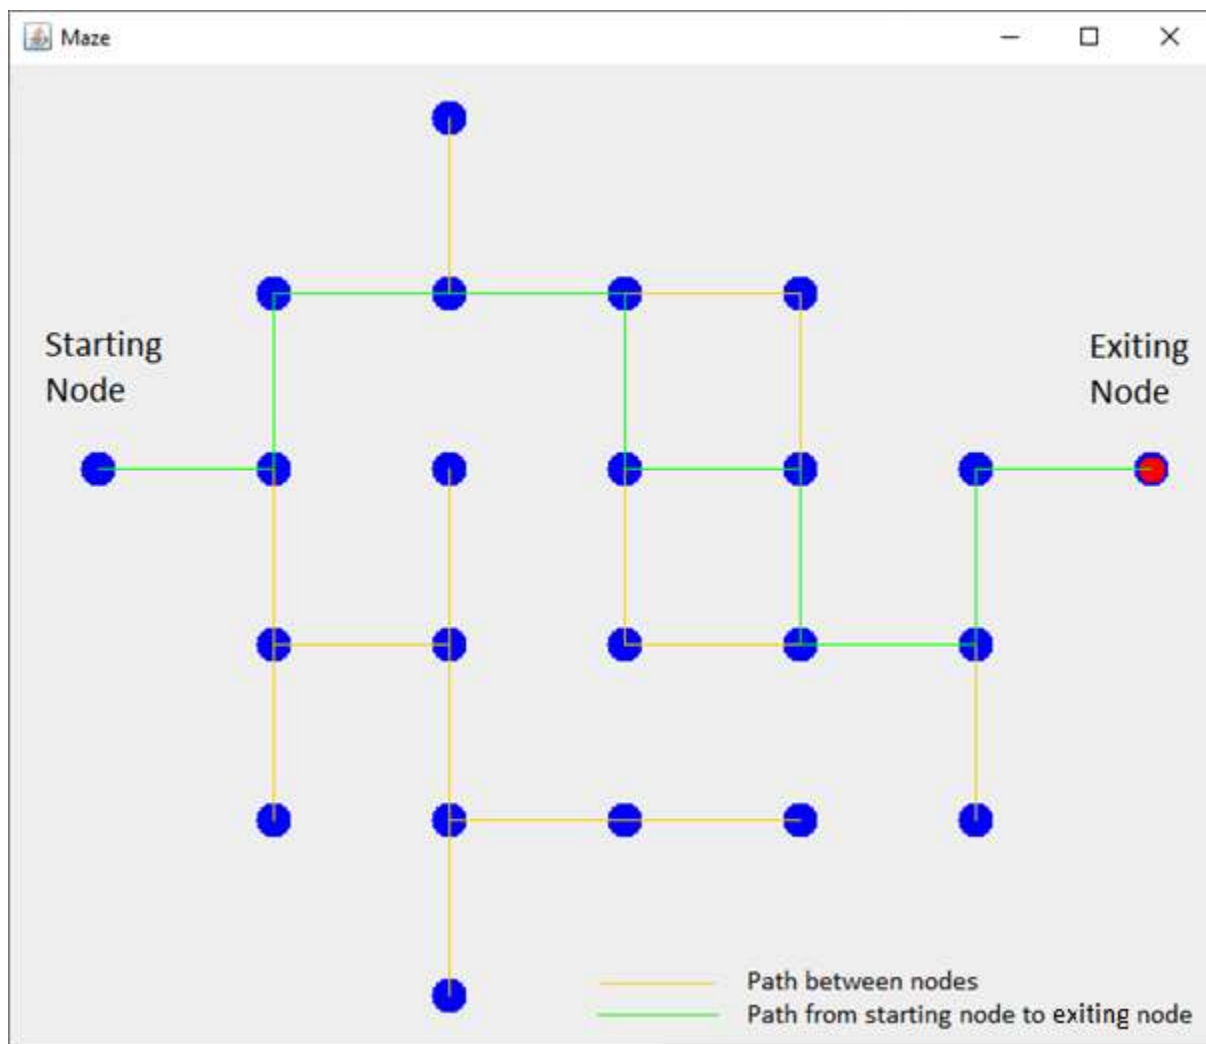 Maze
Starting
Node
Exiting
Node
Path between nodes
Path from starting node to exiting node